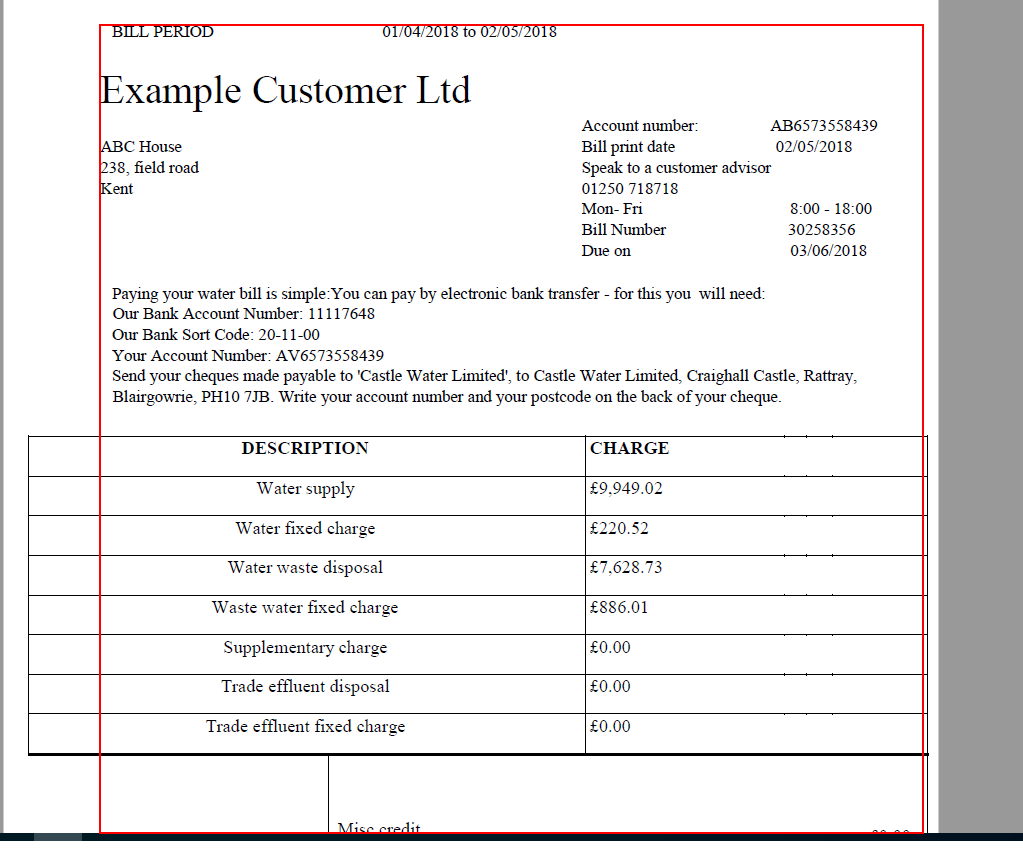 BILL PERIOD 01/04/2018 to 02/05/2018
Example Customer Ltd
Account number: AB6573558439
ABC House Bill print date 02/05/2018
238, field road Speak to a customer advisor
Kent 01250 718718
Mon- Fri 8:00 - 18:00
Bill Number 30258356
Due on 03/06/2018
Paying your water bill is simple:You can pay by electronic bank transfer - for this you will need:
Our Bank Account Number: 11117648
Our Bank Sort Code: 20-11-00
Your Account Number: AV6573558439
Send your cheques made payable to 'Castle Water Limited', to Castle Water Limited, Craighall Castle, Rattray,
Blairgowrie, PH10 7JB. Write your account number and your postcode on the back of your cheque.
DESCRIPTION CHARGE
Water supply £9,949.02
Water fixed charge £220.52
Water waste disposal £7,628.73
Waste water fixed charge £886.01
Supplementary charge £0.00
Trade effluent disposal £0.00
Trade effluent fixed charge £0.00
Misc credit